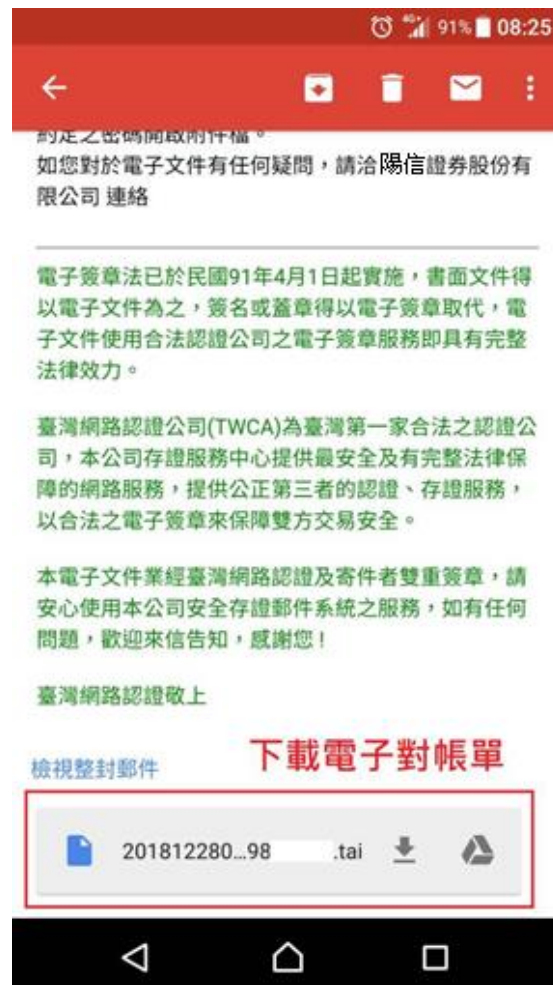 4G 91% 08:25
約定之密碼開啟附件檔。
如您對於電子文件有任何疑問，請洽陽信證券股份有
限公司 連絡
電子簽章法已於民國91年4月1日起實施，書面文件得
以電子文件為之，簽名或蓋章得以電子簽章取代，電
子文件使用合法認證公司之電子簽章服務即具有完整
法律效力。
臺灣網路認證公司(TWCA)為臺灣第一家合法之認證公
司，本公司存證服務中心提供最安全及有完整法律保
障的網路服務，提供公正第三者的認證、存證服務，
以合法之電子簽章來保障雙方交易安全。
本電子文件業經臺灣網路認證及寄件者雙重簽章，請
安心使用本公司安全存證郵件系統之服務，如有任何
問題，歡迎來信告知，感謝您！
臺灣網路認證敬上
下載電子對帳單
檢視整封郵件
201812280...98 .tai